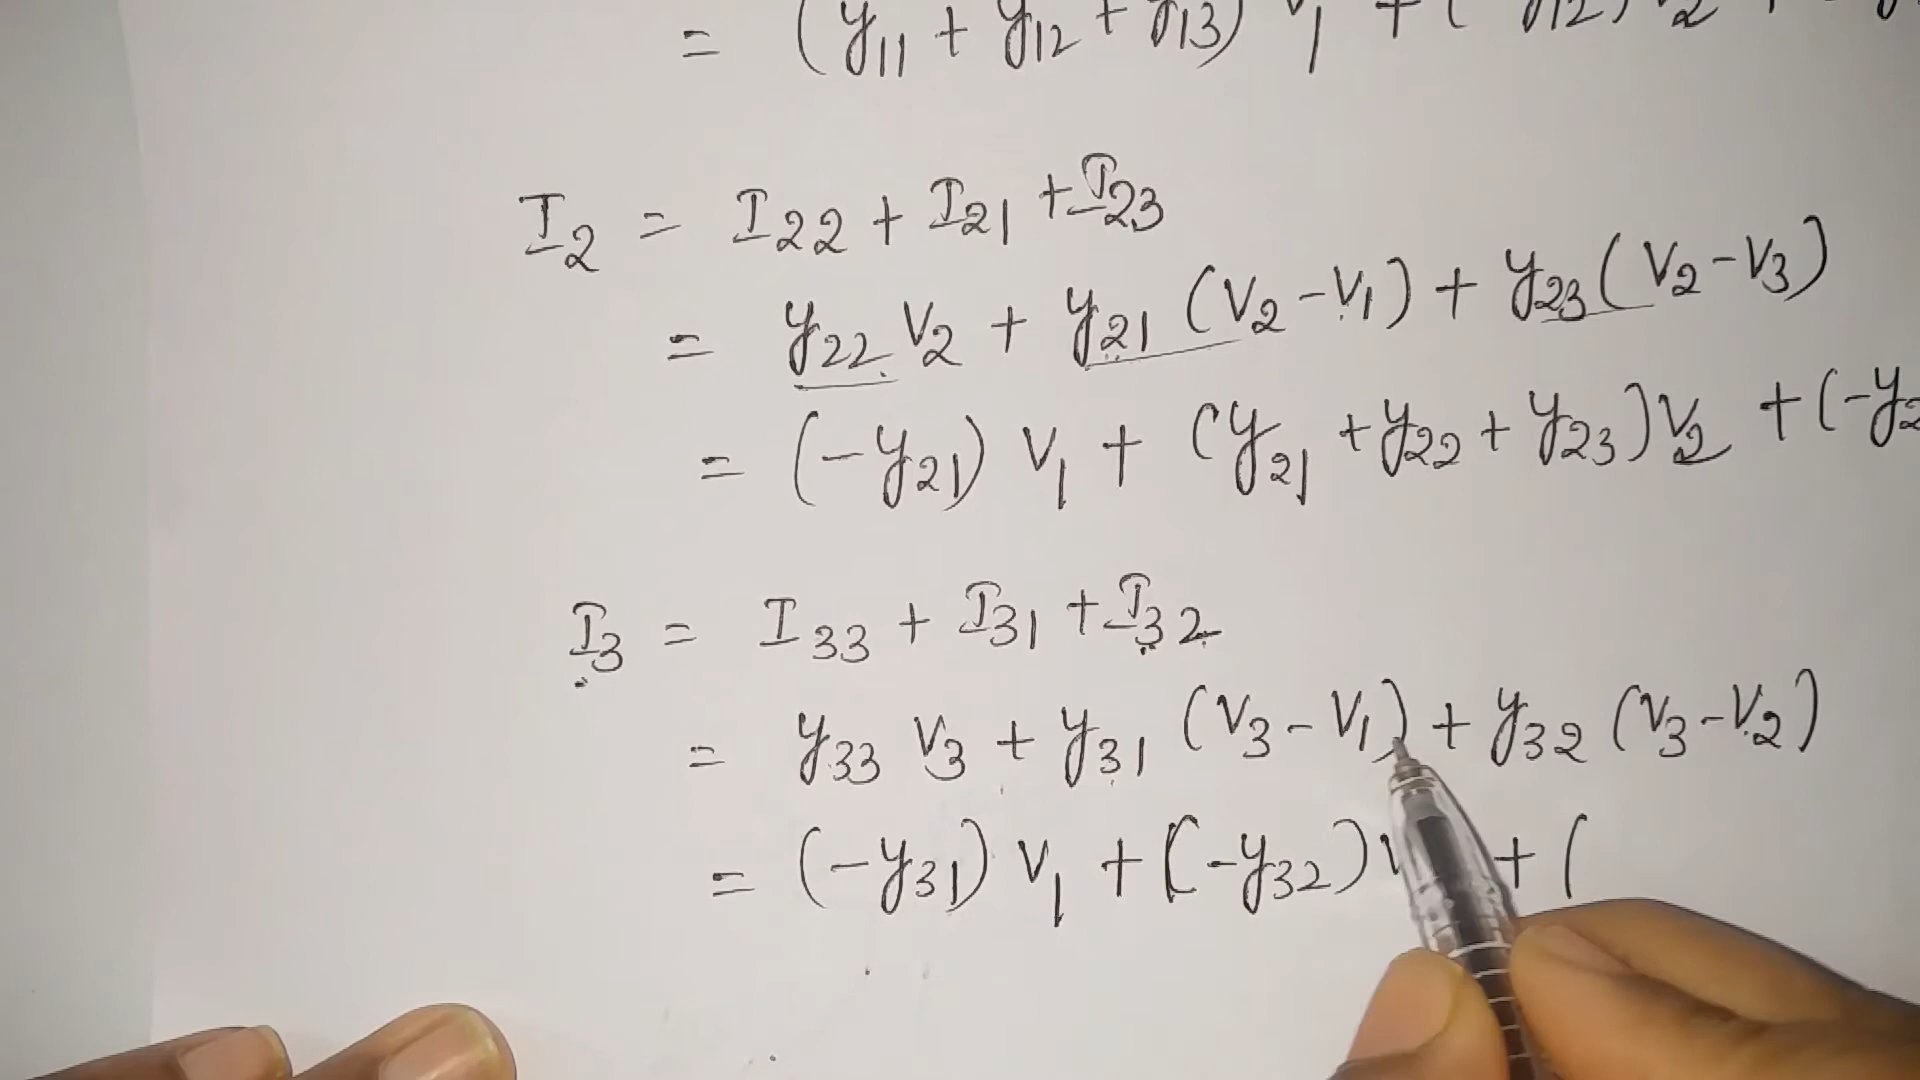 = (y11 + y12 + y13) V1 + (
I2 = I22 + I21 + I23
= y22 V2 + y21 (V2 - V1) + y23 (V2 - V3)
= (-y21) V1 + (y21 + y22 + y23) V2 + (-y2
I3 = I33 + I31 + I32
= y33 V3 + y31 (V3 - V1) + y32 (V3 - V2)
= (-y31) V1 + (-y32) V + (